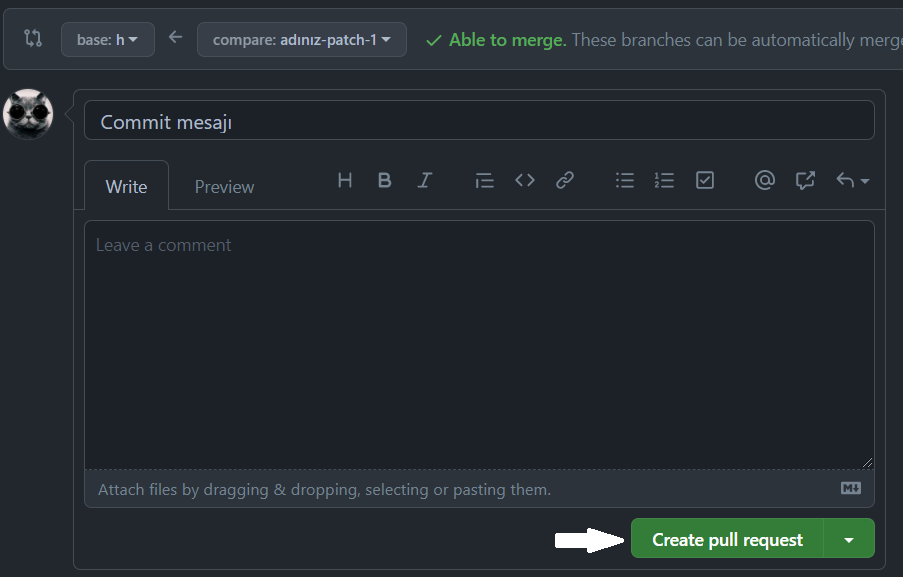 base: h compare: adınız-patch-1 Able to merge. These branches can be automatically merge
Commit mesajı
Write Preview
Leave a comment
Attach files by dragging & dropping, selecting or pasting them.
Create pull request